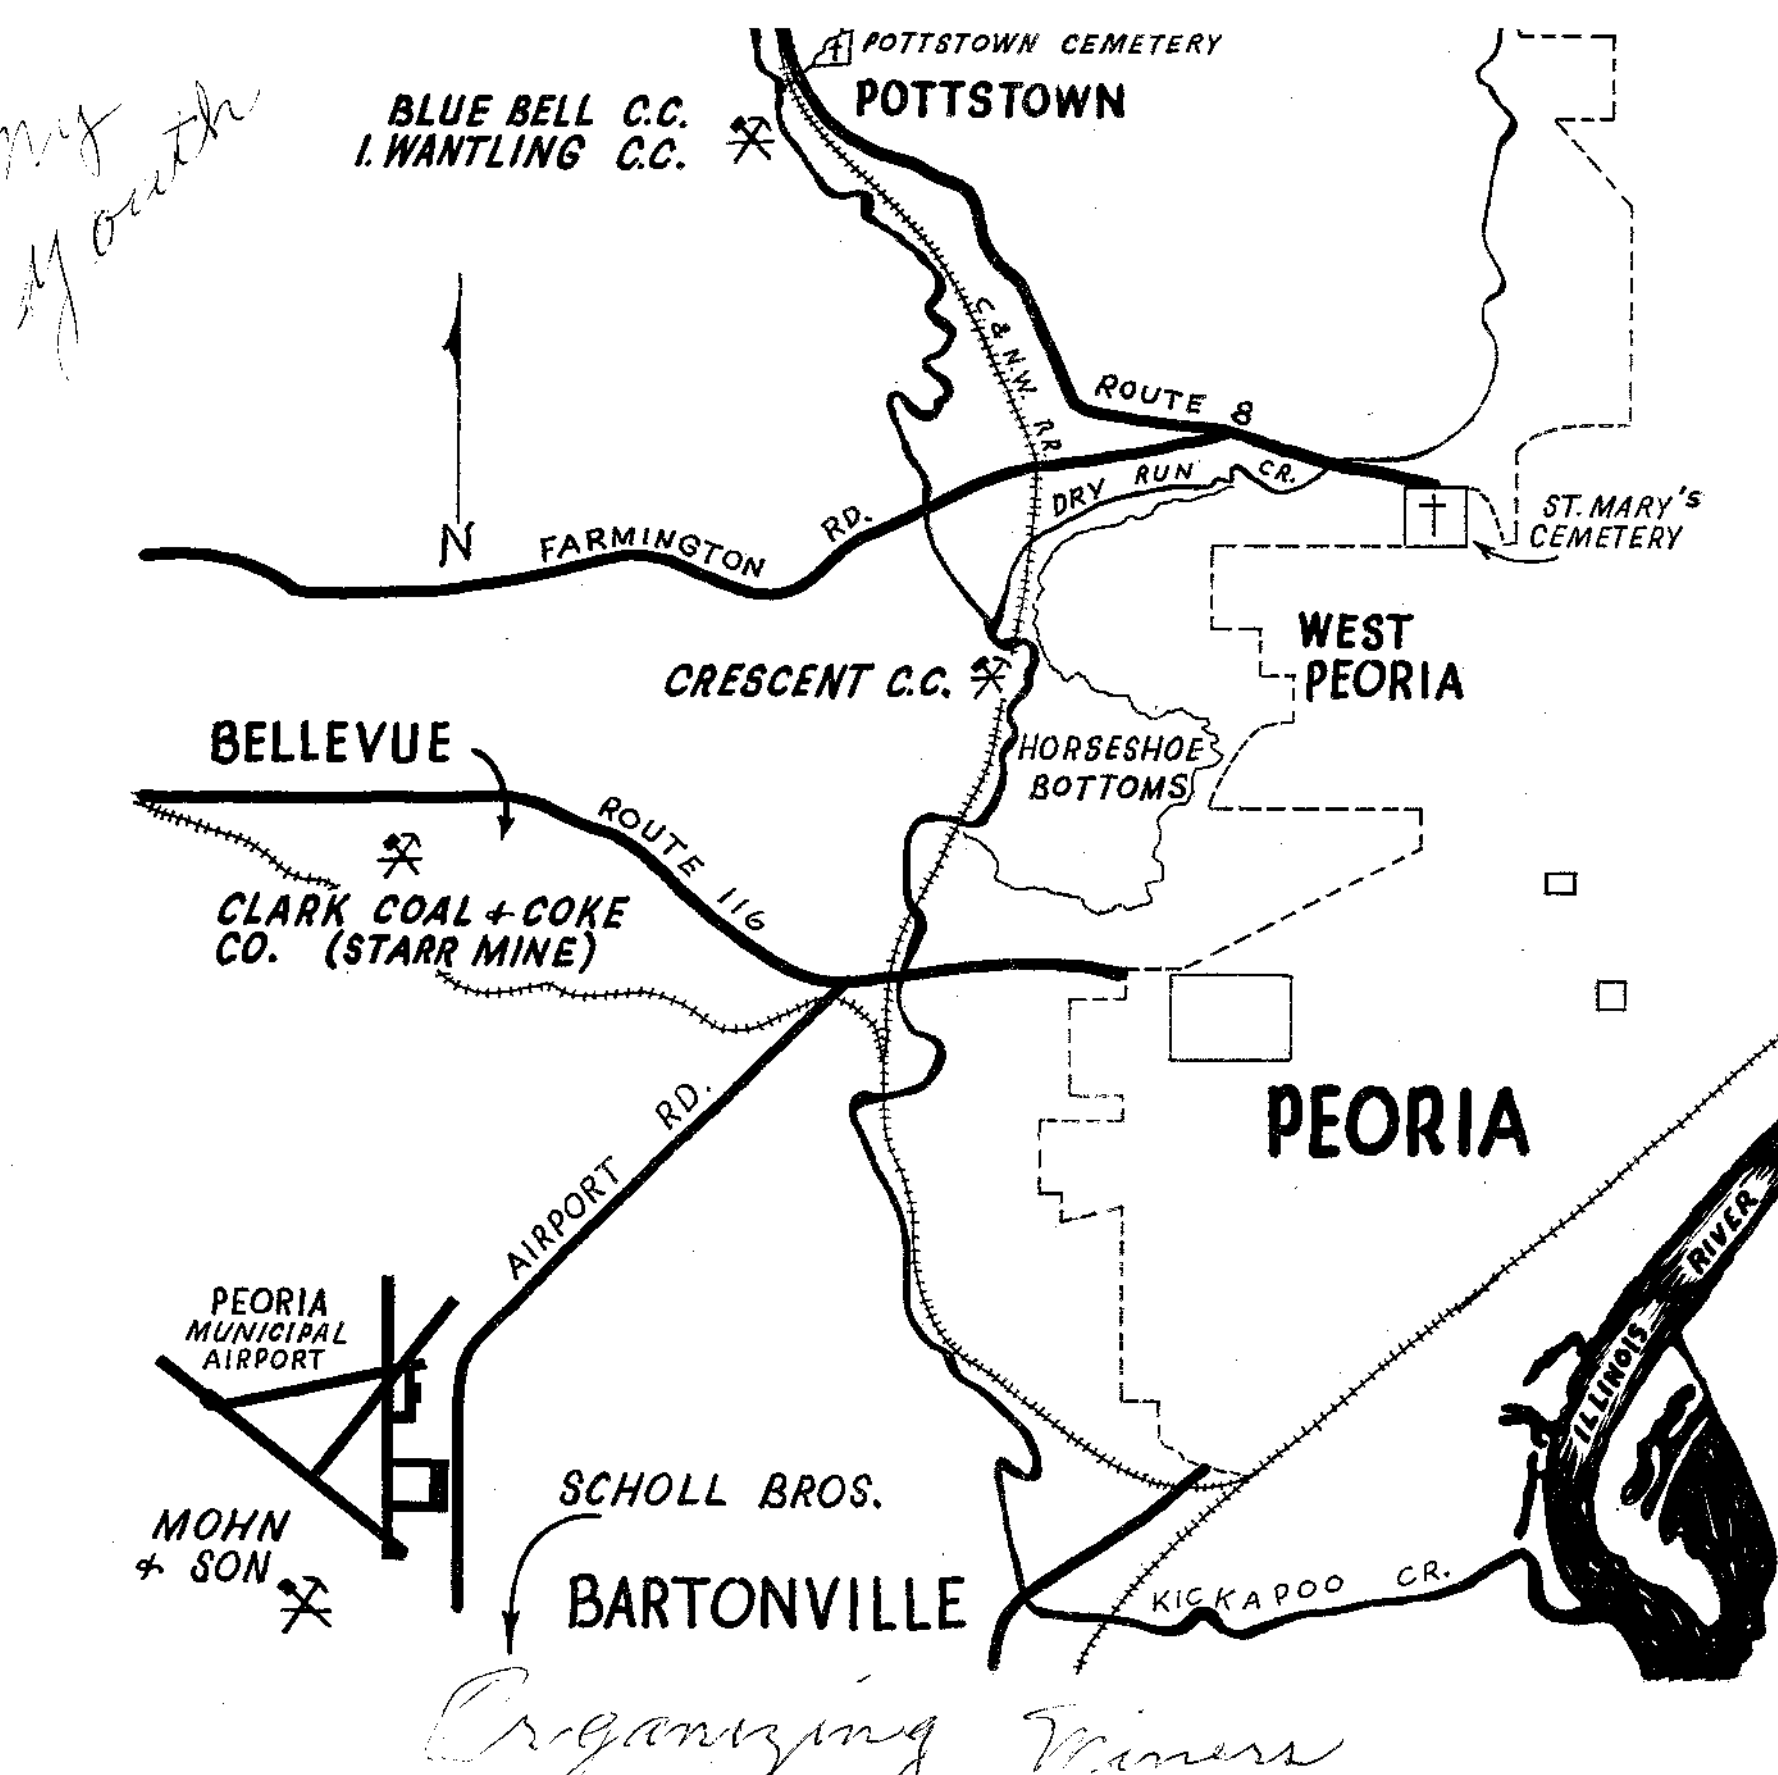 POTTSTOWN CEMETERY
POTTSTOWN
BLUE BELL C.C.
I. WANTLING C.C.
my
youth
C. & N.W. RR.
ROUTE 8
DRY RUN CR.
FARMINGTON RD.
N
ST. MARY'S
CEMETERY
WEST
PEORIA
CRESCENT C.C.
BELLEVUE
HORSESHOE
BOTTOMS
ROUTE 116
CLARK COAL & COKE
CO. (STARR MINE)
PEORIA
AIRPORT RD.
ILLINOIS RIVER
PEORIA
MUNICIPAL
AIRPORT
SCHOLL BROS.
MOHN
& SON
BARTONVILLE
KICKAPOO CR.
Organizing Miners